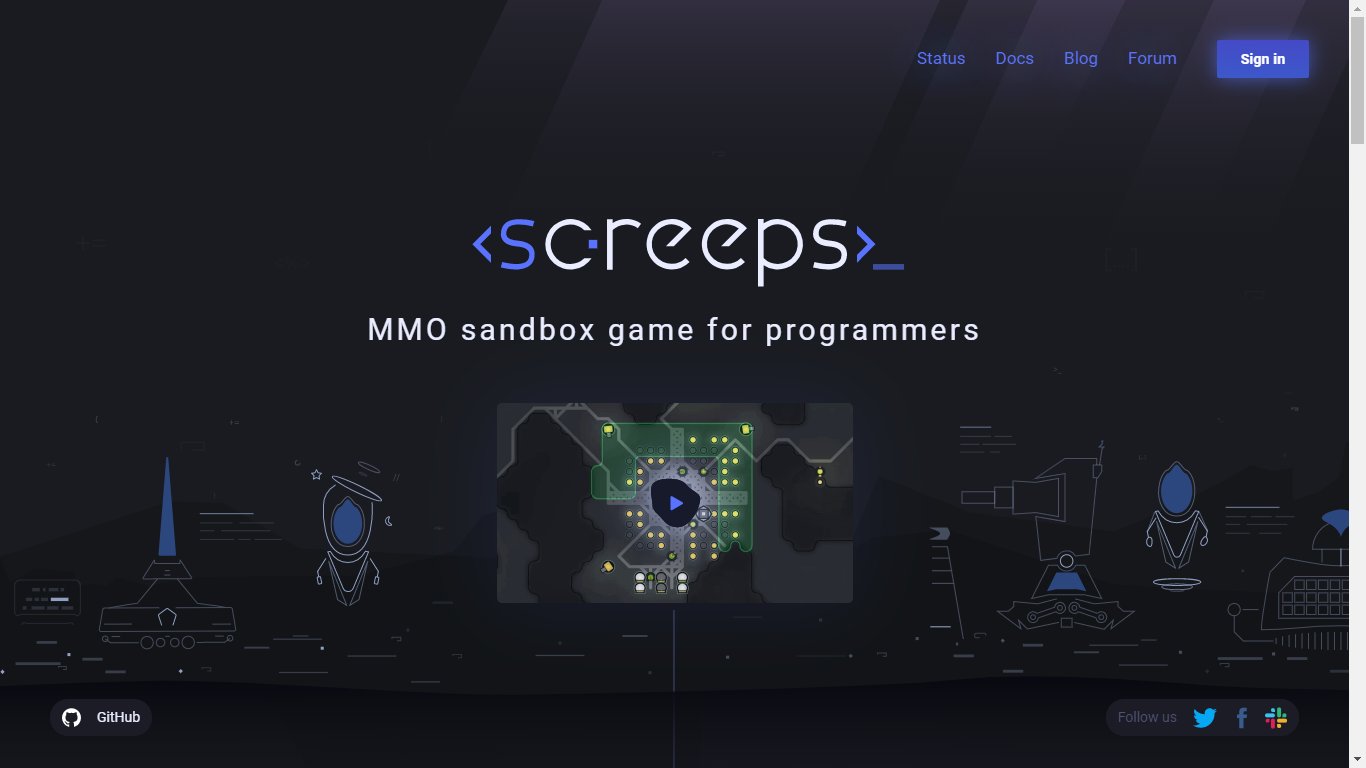 Status Docs Blog Forum Sign in
<screeps>_
MMO sandbox game for programmers
GitHub
Follow us